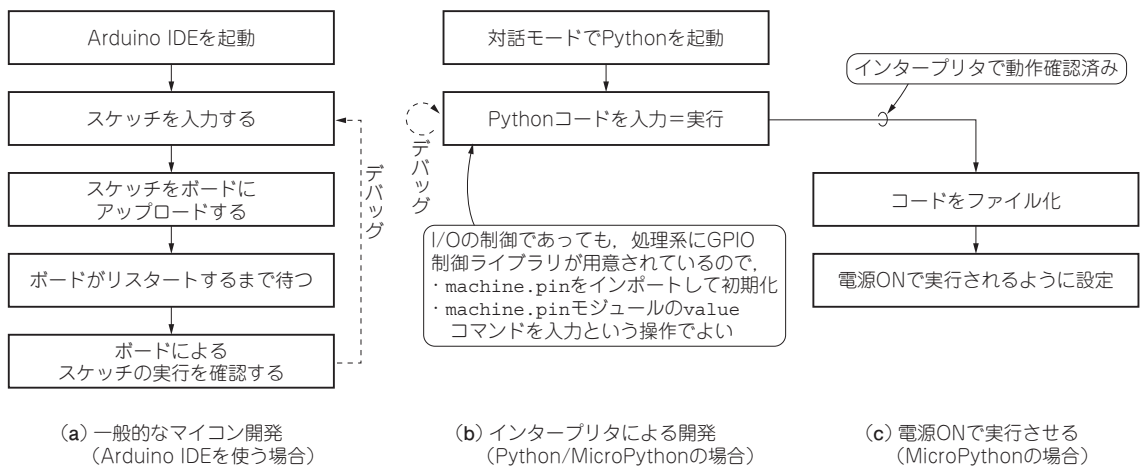 Arduino IDEを起動
スケッチを入力する
スケッチをボードに
アップロードする
ボードがリスタートするまで待つ
ボードによる
スケッチの実行を確認する
デバッグ
(a) 一般的なマイコン開発
(Arduino IDEを使う場合)
対話モードでPythonを起動
Pythonコードを入力=実行
デバッグ
I/Oの制御であっても,処理系にGPIO
制御ライブラリが用意されているので,
・machine.pinをインポートして初期化
・machine.pinモジュールのvalue
コマンドを入力という操作でよい
(b) インタープリタによる開発
(Python/MicroPythonの場合)
インタープリタで動作確認済み
コードをファイル化
電源ONで実行されるように設定
(c) 電源ONで実行させる
(MicroPythonの場合)